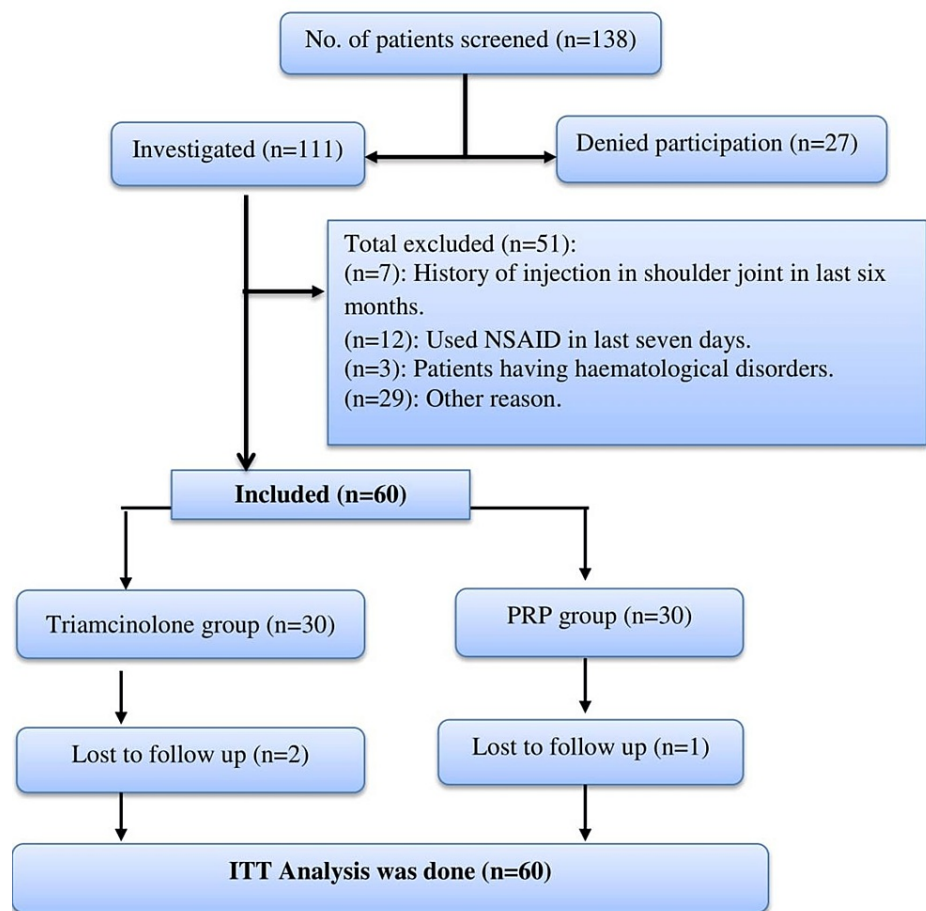 No. of patients screened (n=138)
Investigated (n=111)
Denied participation (n=27)
Total excluded (n=51):
(n=7): History of injection in shoulder joint in last six
months.
(n=12): Used NSAID in last seven days.
(n=3): Patients having haematological disorders.
(n=29): Other reason.
Included (n=60)
Triamcinolone group (n=30)
PRP group (n=30)
Lost to follow up (n=2)
Lost to follow up (n=1)
ITT Analysis was done (n=60)